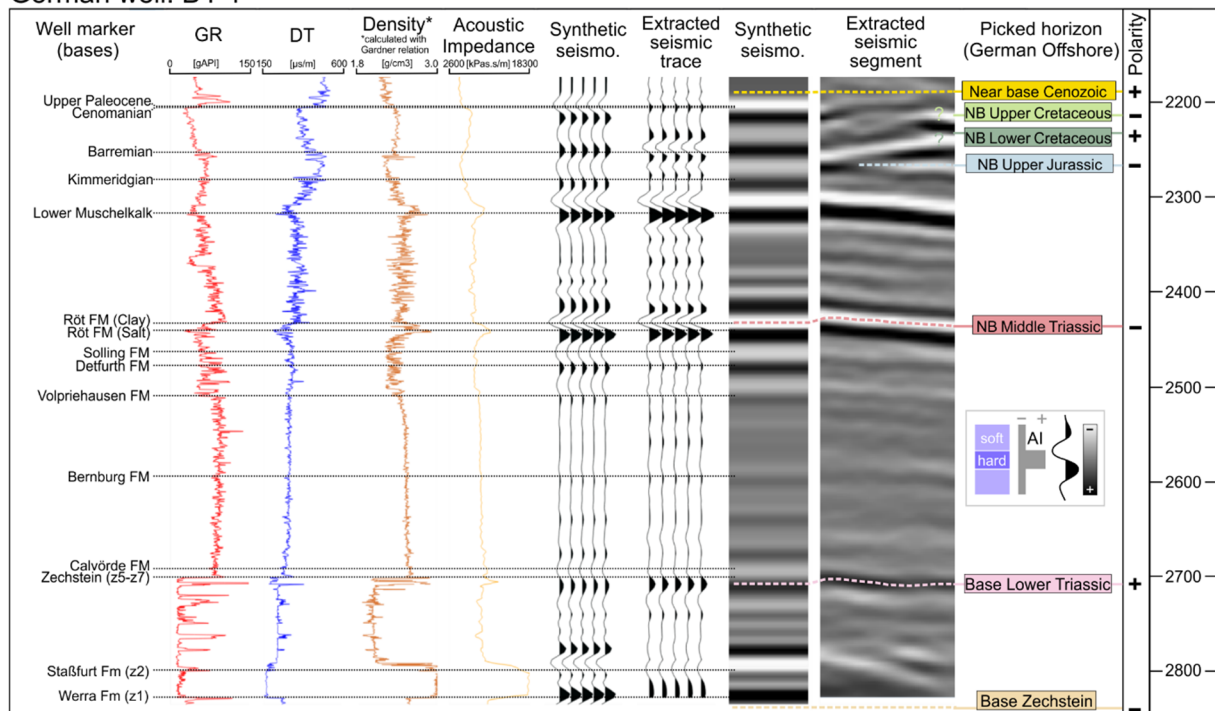 Well marker
(bases)
GR
DT
Density*
*calculated with
Gardner relation
Acoustic
Impedance
Synthetic
seismo.
Extracted
seismic
trace
Synthetic
seismo.
Extracted
seismic
segment
Picked horizon
(German Offshore)
Polarity
0 [gAPI] 150
150 [µs/m] 600
1.8 [g/cm3] 3.0
2600 [kPas.s/m] 18300
Upper Paleocene
Cenomanian
Barremian
Kimmeridgian
Lower Muschelkalk
Röt FM (Clay)
Röt FM (Salt)
Solling FM
Detfurth FM
Volpriehausen FM
Bernburg FM
Calvörde FM
Zechstein (z5-z7)
Staßfurt Fm (z2)
Werra Fm (z1)
Near base Cenozoic +
? NB Upper Cretaceous -
? NB Lower Cretaceous +
NB Upper Jurassic -
NB Middle Triassic -
soft
hard
- +
AI
-
+
Base Lower Triassic +
Base Zechstein -
2200
2300
2400
2500
2600
2700
2800